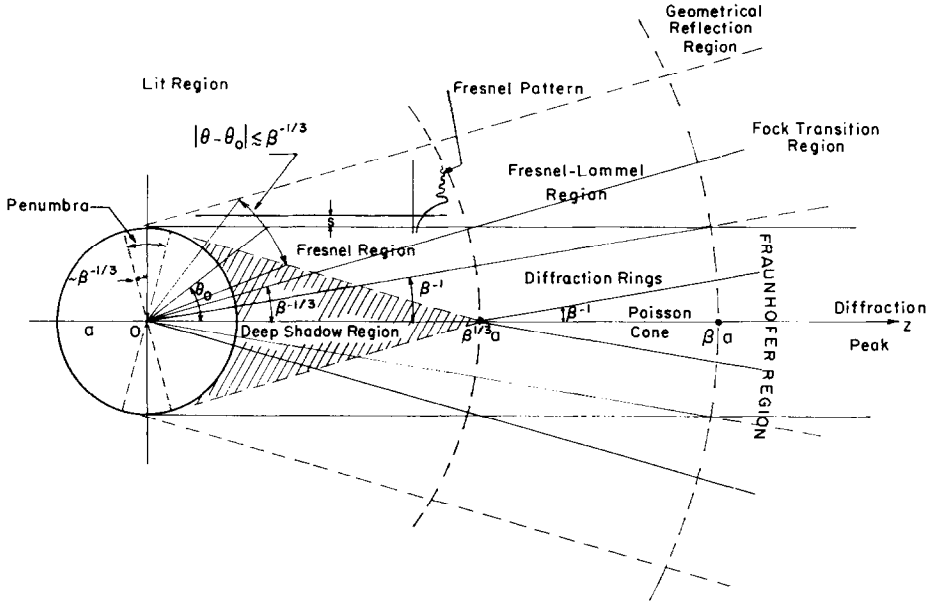 Geometrical
Reflection
Region
Lit Region
Fresnel Pattern
|θ-θ₀| ≤ β^-1/3
Fock Transition
Region
Fresnel-Lommel
Region
Penumbra
s
Fresnel Region
~β^-1/3
θ₀
β^-1/3
β^-1
Diffraction Rings
β^-1
FRAUNHOFER REGION
a
O
Deep Shadow Region
β^1/3 a
Poisson
Cone
β a
Diffraction
Peak
z